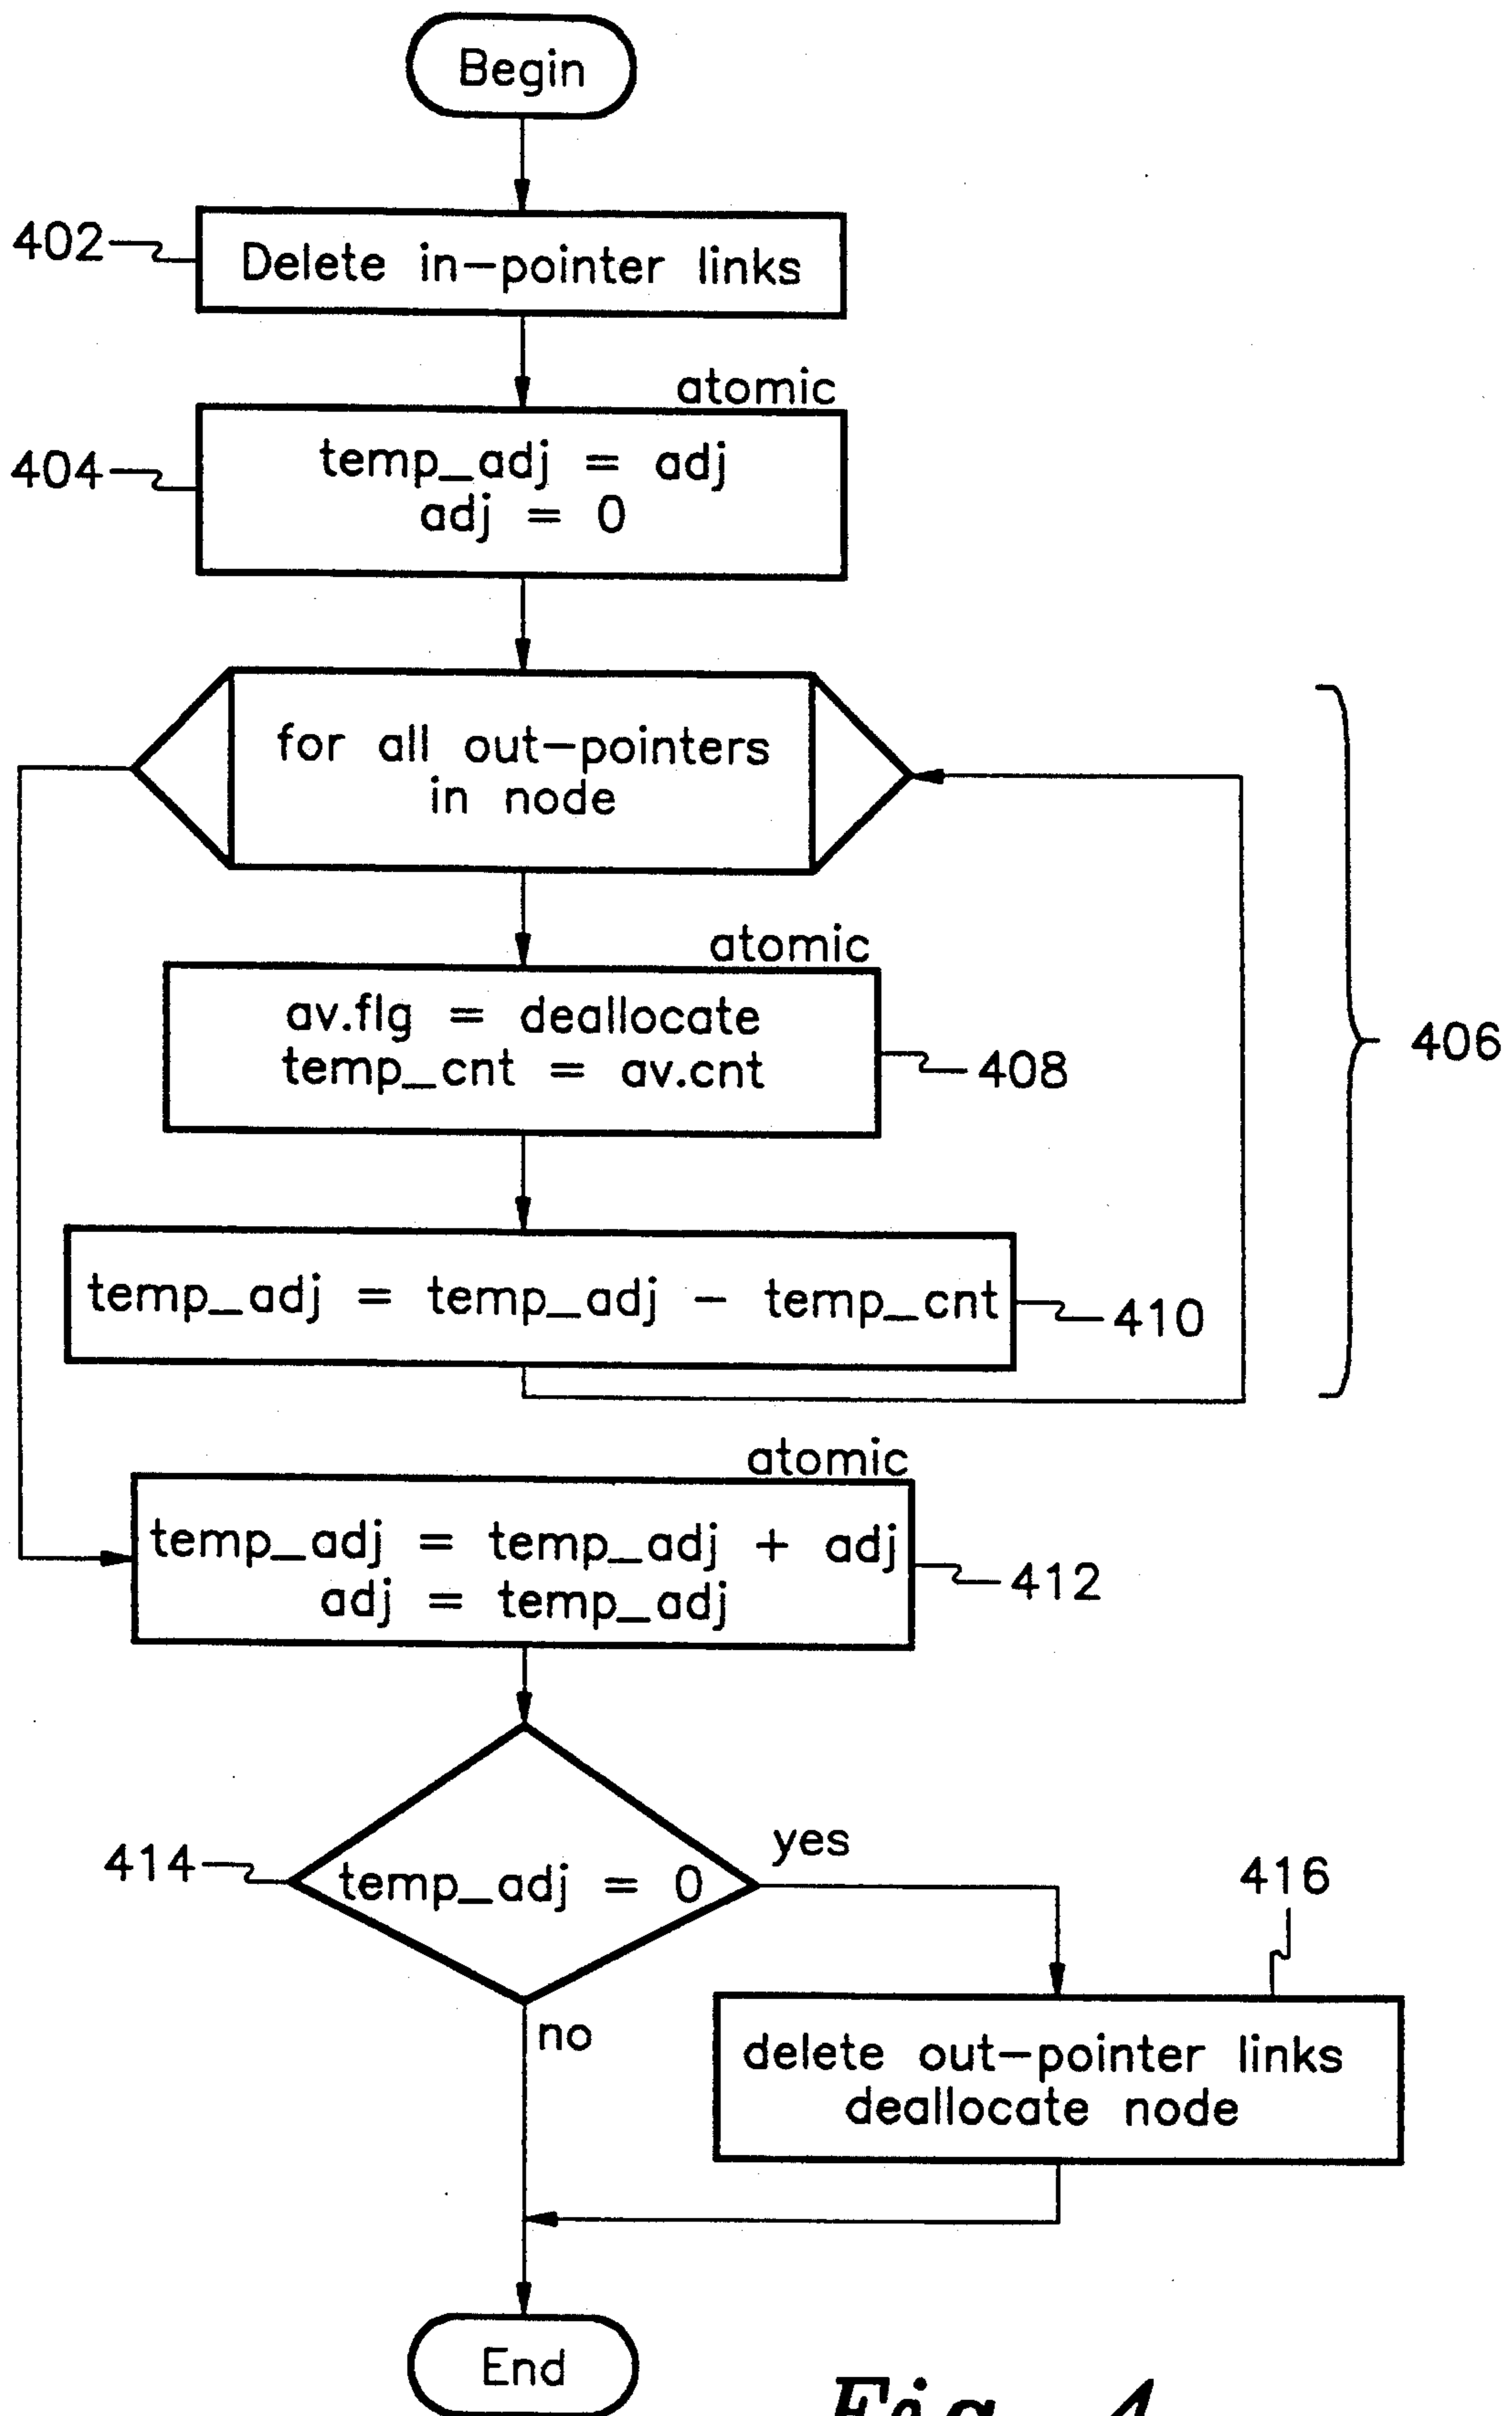 Begin
402
Delete in-pointer links
atomic
404
temp_adj = adj
adj = 0
for all out-pointers
in node
406
atomic
av.flg = deallocate
temp_cnt = av.cnt
408
temp_adj = temp_adj - temp_cnt
410
atomic
temp_adj = temp_adj + adj
adj = temp_adj
412
414
temp_adj = 0
yes
416
no
delete out-pointer links
deallocate node
End
Fig. 4